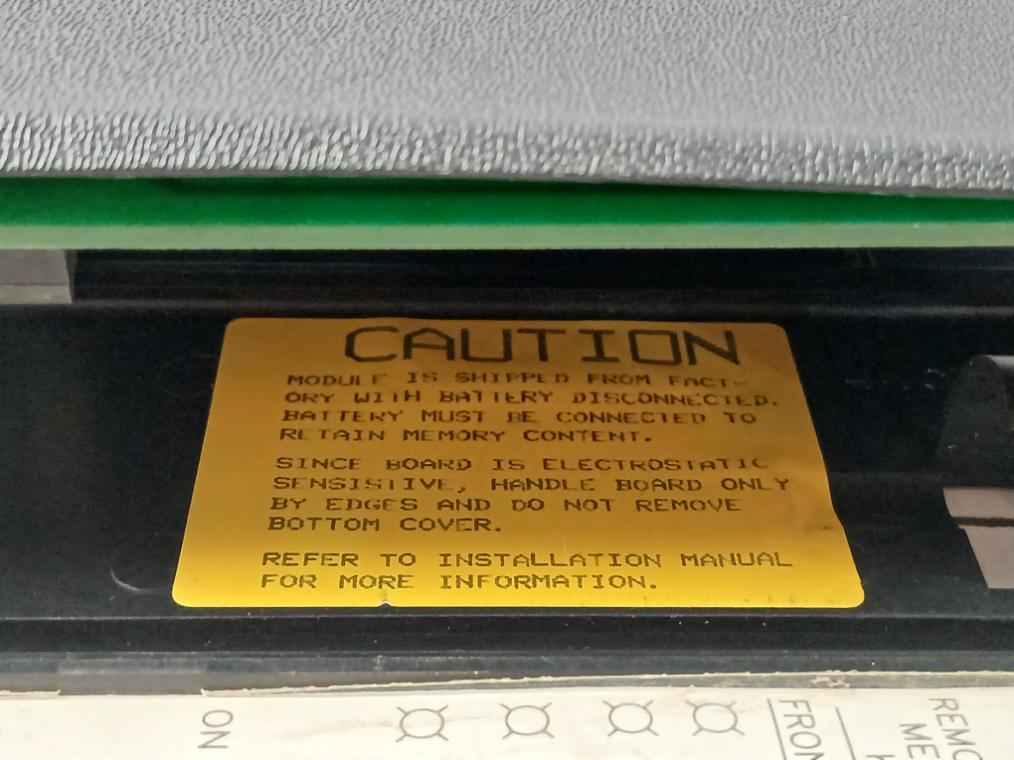 CAUTION
MODULE IS SHIPPED FROM FACT-
ORY WITH BATTERY DISCONNECTED.
BATTERY MUST BE CONNECTED TO
RETAIN MEMORY CONTENT.
SINCE BOARD IS ELECTROSTATIC
SENSISTIVE, HANDLE BOARD ONLY
BY EDGES AND DO NOT REMOVE
BOTTOM COVER.
REFER TO INSTALLATION MANUAL
FOR MORE INFORMATION.
ON